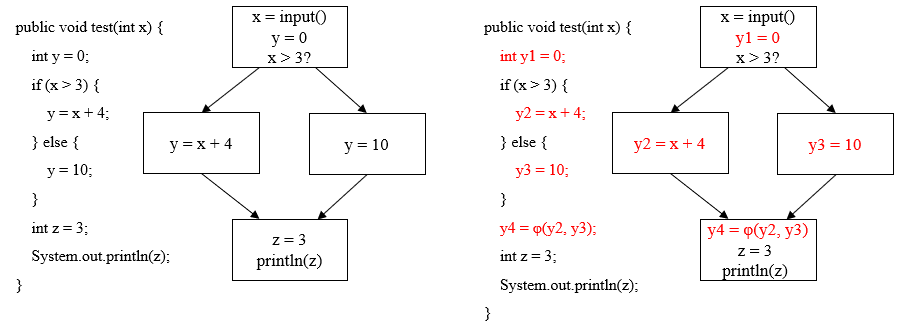 public void test(int x) {
int y = 0;
if (x > 3) {
y = x + 4;
} else {
y = 10;
}
int z = 3;
System.out.println(z);
}
x = input()
y = 0
x > 3?
y = x + 4
y = 10
z = 3
println(z)
public void test(int x) {
int y1 = 0;
if (x > 3) {
y2 = x + 4;
} else {
y3 = 10;
}
y4 = φ(y2, y3);
int z = 3;
System.out.println(z);
}
x = input()
y1 = 0
x > 3?
y2 = x + 4
y3 = 10
y4 = φ(y2, y3)
z = 3
println(z)